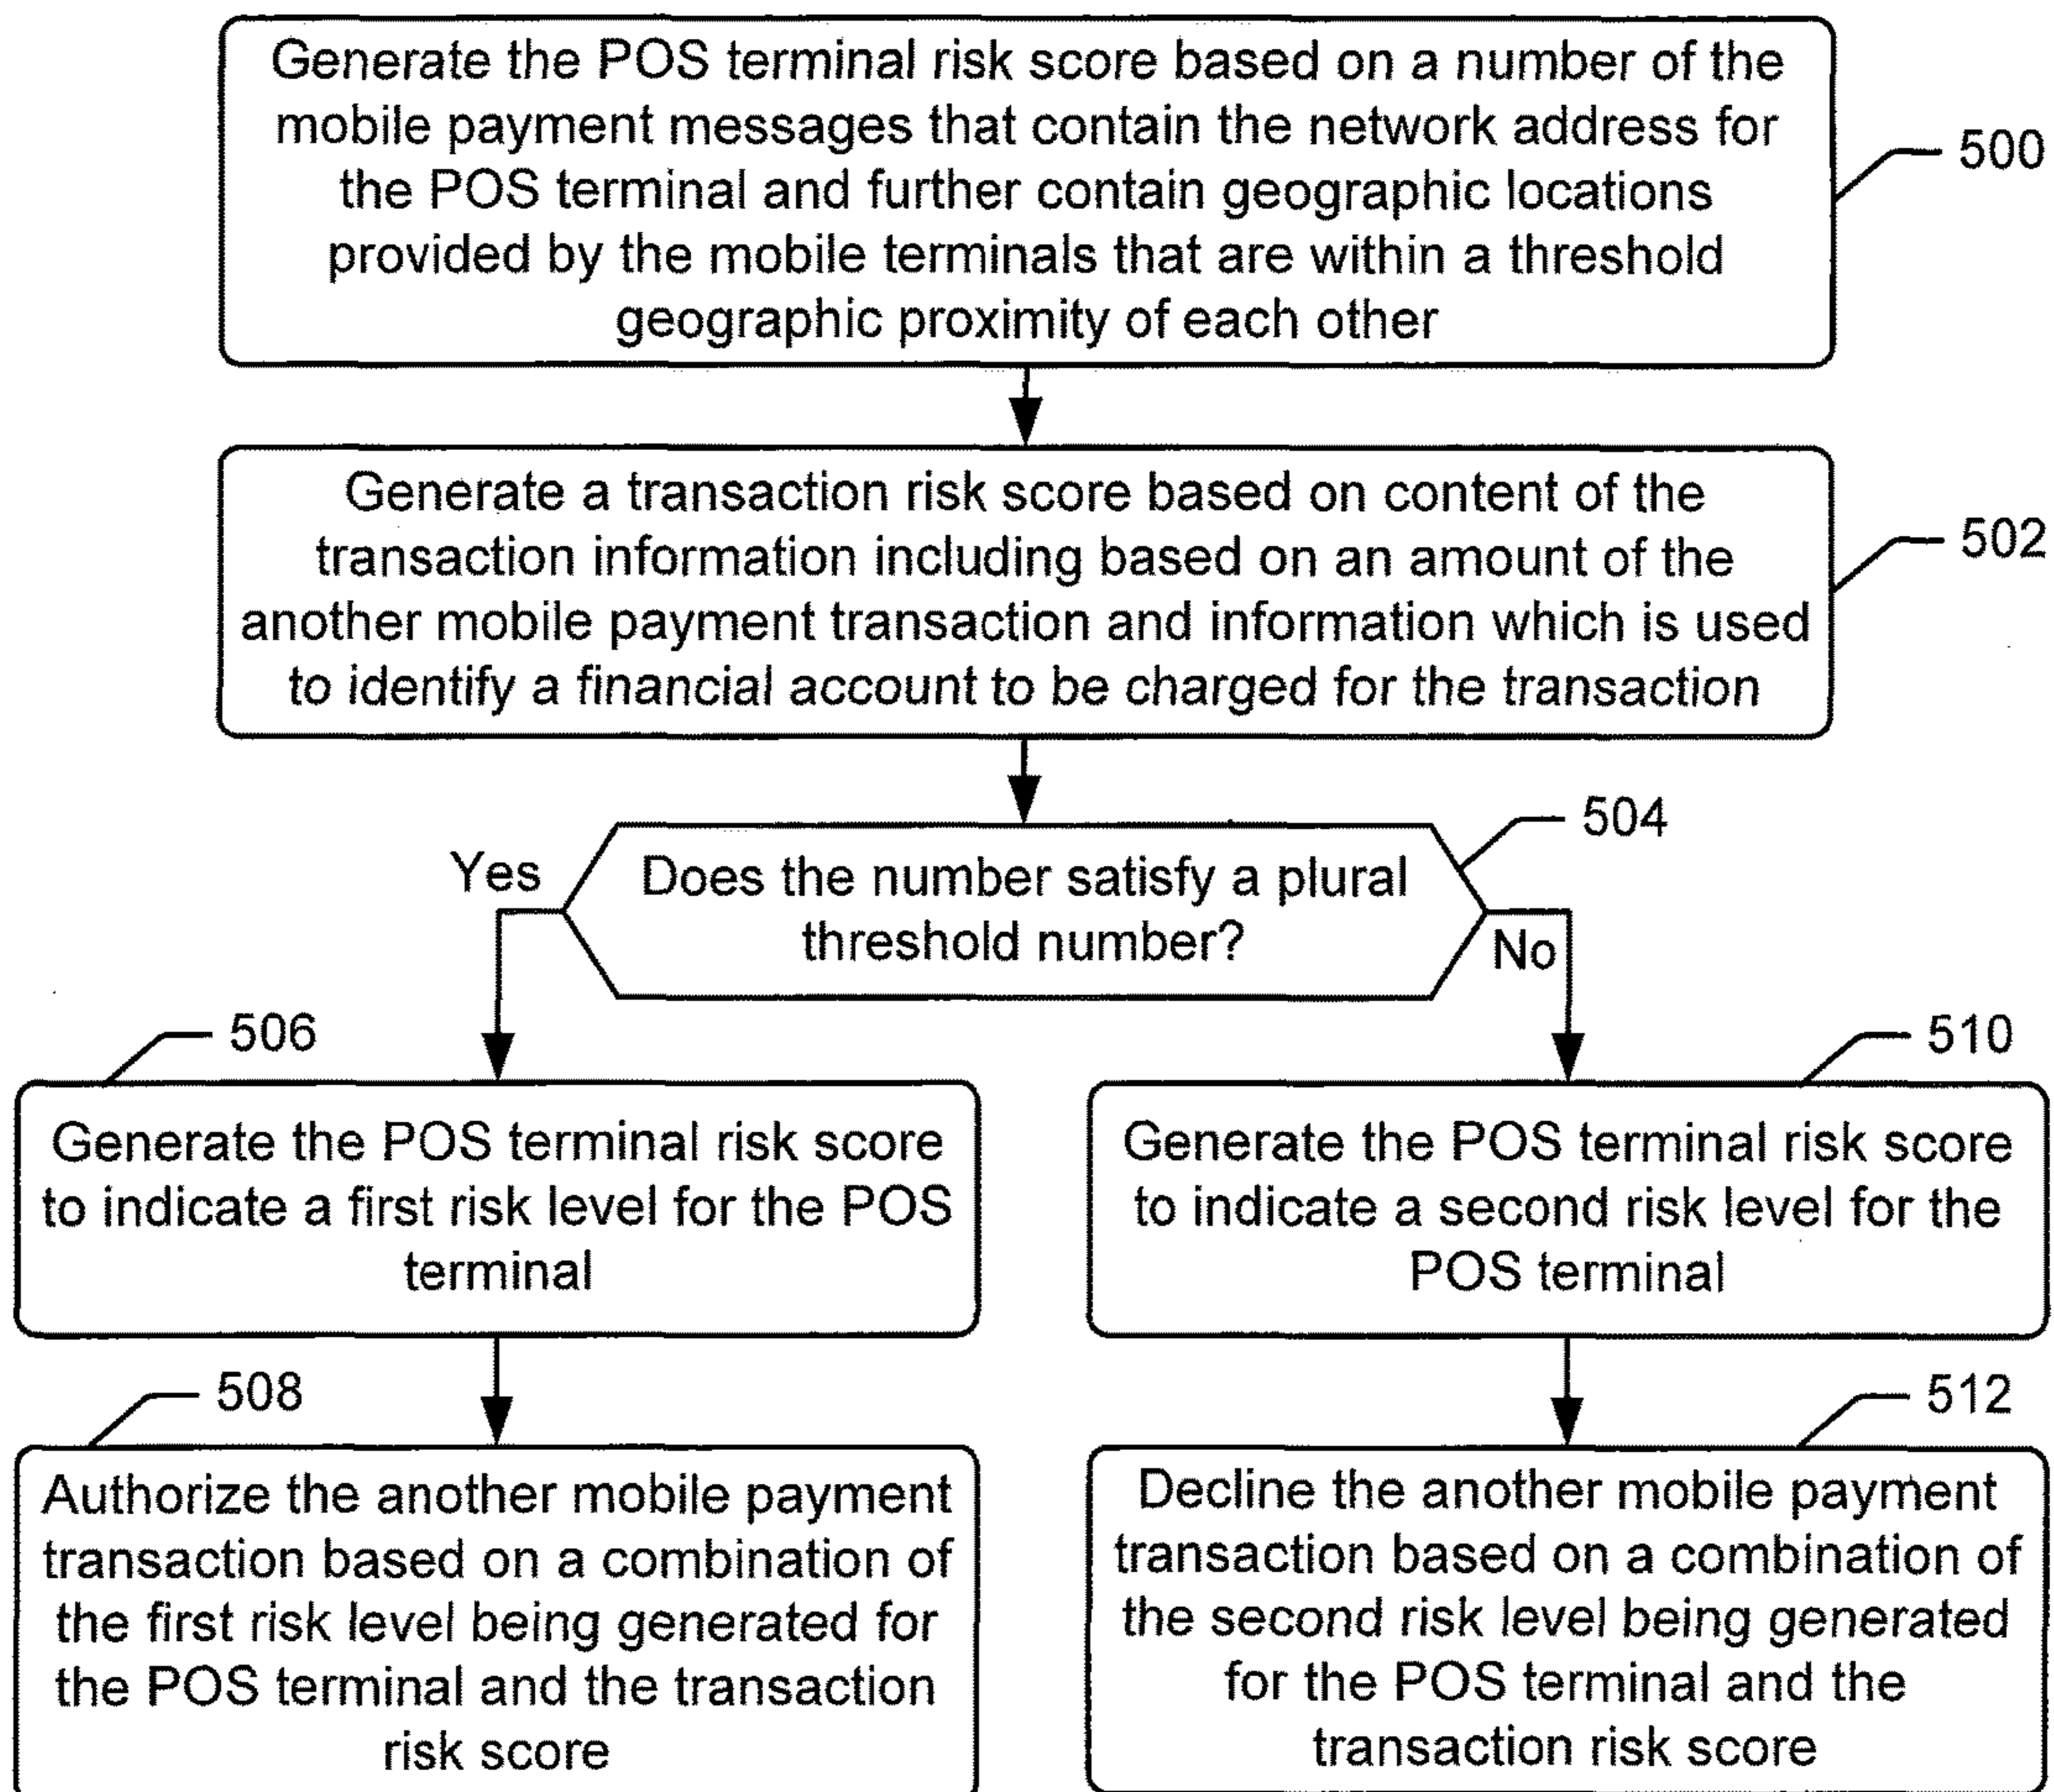 Generate the POS terminal risk score based on a number of the
mobile payment messages that contain the network address for
the POS terminal and further contain geographic locations
provided by the mobile terminals that are within a threshold
geographic proximity of each other
500
Generate a transaction risk score based on content of the
transaction information including based on an amount of the
another mobile payment transaction and information which is used
to identify a financial account to be charged for the transaction
502
504
Does the number satisfy a plural
threshold number?
Yes
No
506
Generate the POS terminal risk score
to indicate a first risk level for the POS
terminal
510
Generate the POS terminal risk score
to indicate a second risk level for the
POS terminal
508
Authorize the another mobile payment
transaction based on a combination of
the first risk level being generated for
the POS terminal and the transaction
risk score
512
Decline the another mobile payment
transaction based on a combination of
the second risk level being generated
for the POS terminal and the
transaction risk score